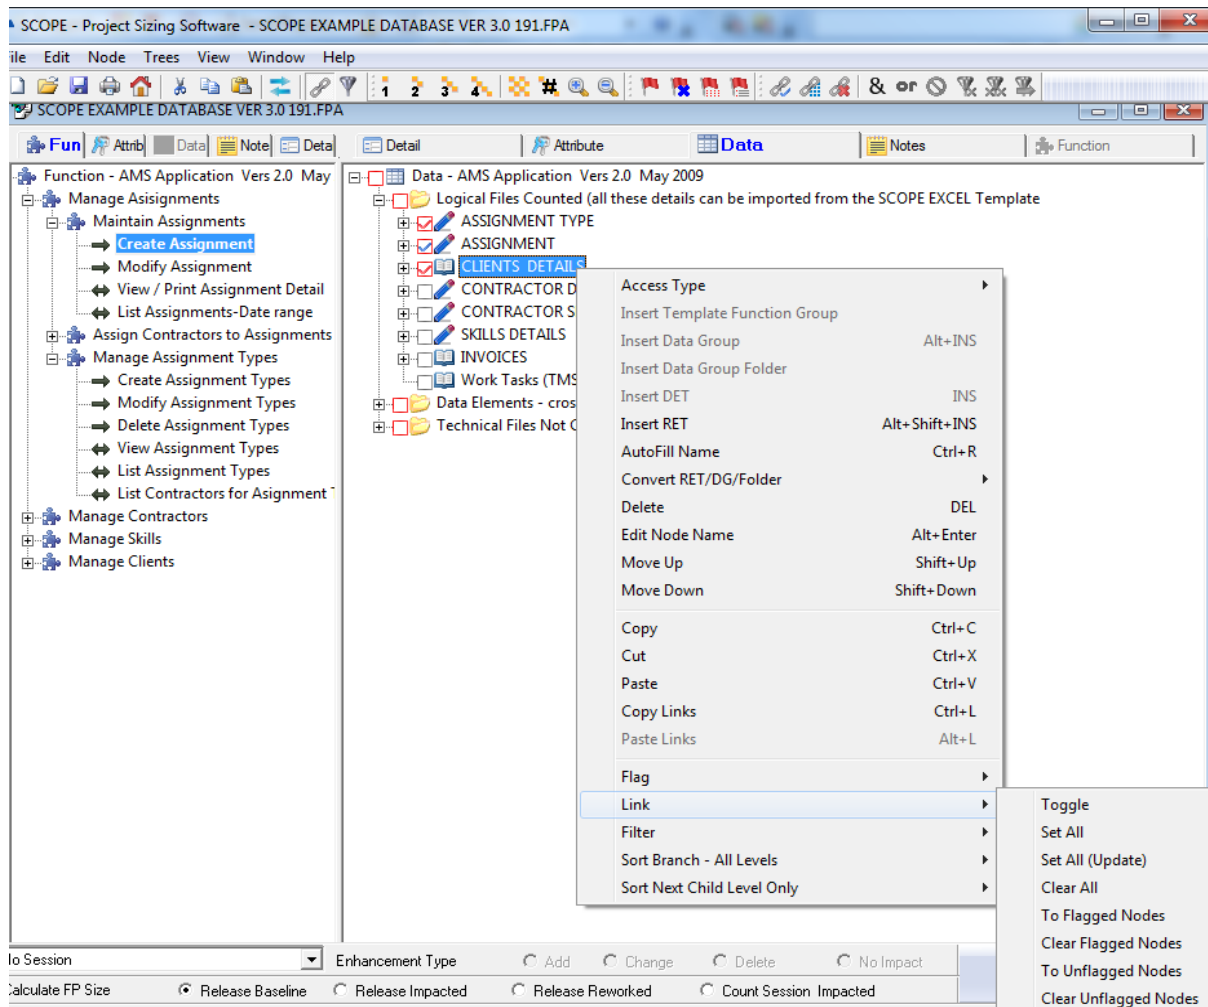 SCOPE - Project Sizing Software - SCOPE EXAMPLE DATABASE VER 3.0 191.FPA
ile Edit Node Trees View Window Help
1 2 3 4 # & or
SCOPE EXAMPLE DATABASE VER 3.0 191.FPA
Fun Attrib Data Note Detal Detail Attribute Data Notes Function
Function - AMS Application Vers 2.0 May
Manage Asisignments
Maintain Assignments
Create Assignment
Modify Assignment
View / Print Assignment Detail
List Assignments-Date range
Assign Contractors to Assignments
Manage Assignment Types
Create Assignment Types
Modify Assignment Types
Delete Assignment Types
View Assignment Types
List Assignment Types
List Contractors for Asignment T
Manage Contractors
Manage Skills
Manage Clients
Data - AMS Application Vers 2.0 May 2009
Logical Files Counted (all these details can be imported from the SCOPE EXCEL Template
ASSIGNMENT TYPE
ASSIGNMENT
CLIENTS DETAILS
CONTRACTOR D
CONTRACTOR S
SKILLS DETAILS
INVOICES
Work Tasks (TMS
Data Elements - cros
Technical Files Not C
Access Type
Insert Template Function Group
Insert Data Group Alt+INS
Insert Data Group Folder
Insert DET INS
Insert RET Alt+Shift+INS
AutoFill Name Ctrl+R
Convert RET/DG/Folder
Delete DEL
Edit Node Name Alt+Enter
Move Up Shift+Up
Move Down Shift+Down
Copy Ctrl+C
Cut Ctrl+X
Paste Ctrl+V
Copy Links Ctrl+L
Paste Links Alt+L
Flag
Link
Filter
Sort Branch - All Levels
Sort Next Child Level Only
Toggle
Set All
Set All (Update)
Clear All
To Flagged Nodes
Clear Flagged Nodes
To Unflagged Nodes
Clear Unflagged Nodes
lo Session Enhancement Type Add Change Delete No Impact
Calculate FP Size Release Baseline Release Impacted Release Reworked Count Session Impacted